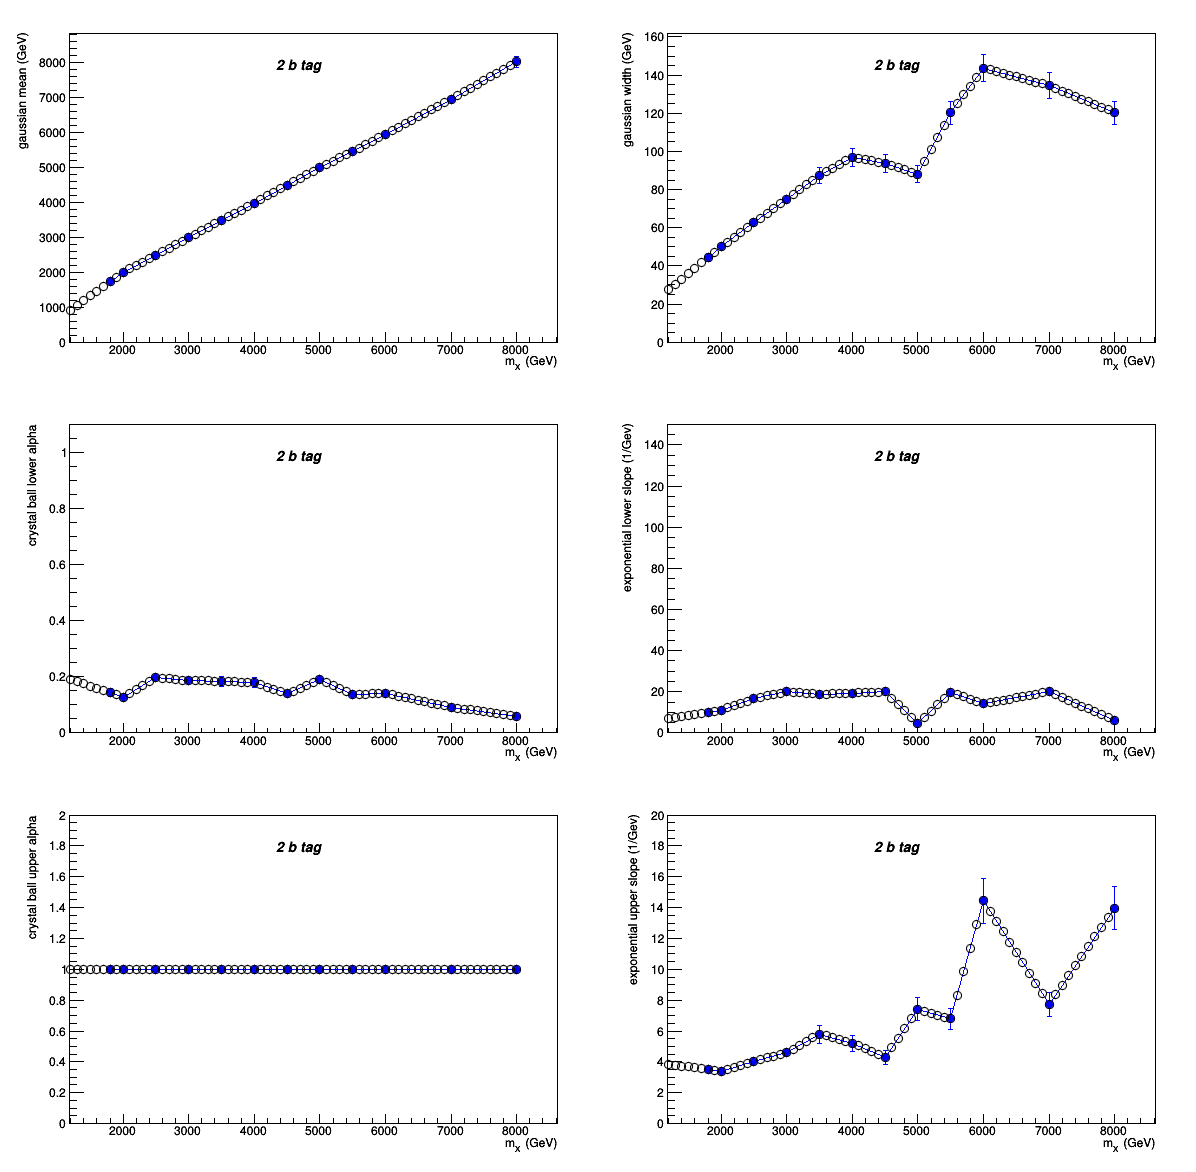 gaussian mean (GeV)
2 b tag
8000
7000
6000
5000
4000
3000
2000
1000
0
2000 3000 4000 5000 6000 7000 8000
m_x (GeV)
gaussian width (GeV)
2 b tag
160
140
120
100
80
60
40
20
0
2000 3000 4000 5000 6000 7000 8000
m_x (GeV)
crystal ball lower alpha
2 b tag
1
0.8
0.6
0.4
0.2
0
2000 3000 4000 5000 6000 7000 8000
m_x (GeV)
exponential lower slope (1/Gev)
2 b tag
140
120
100
80
60
40
20
0
2000 3000 4000 5000 6000 7000 8000
m_x (GeV)
crystal ball upper alpha
2 b tag
2
1.8
1.6
1.4
1.2
1
0.8
0.6
0.4
0.2
0
2000 3000 4000 5000 6000 7000 8000
m_x (GeV)
exponential upper slope (1/Gev)
2 b tag
20
18
16
14
12
10
8
6
4
2
0
2000 3000 4000 5000 6000 7000 8000
m_x (GeV)